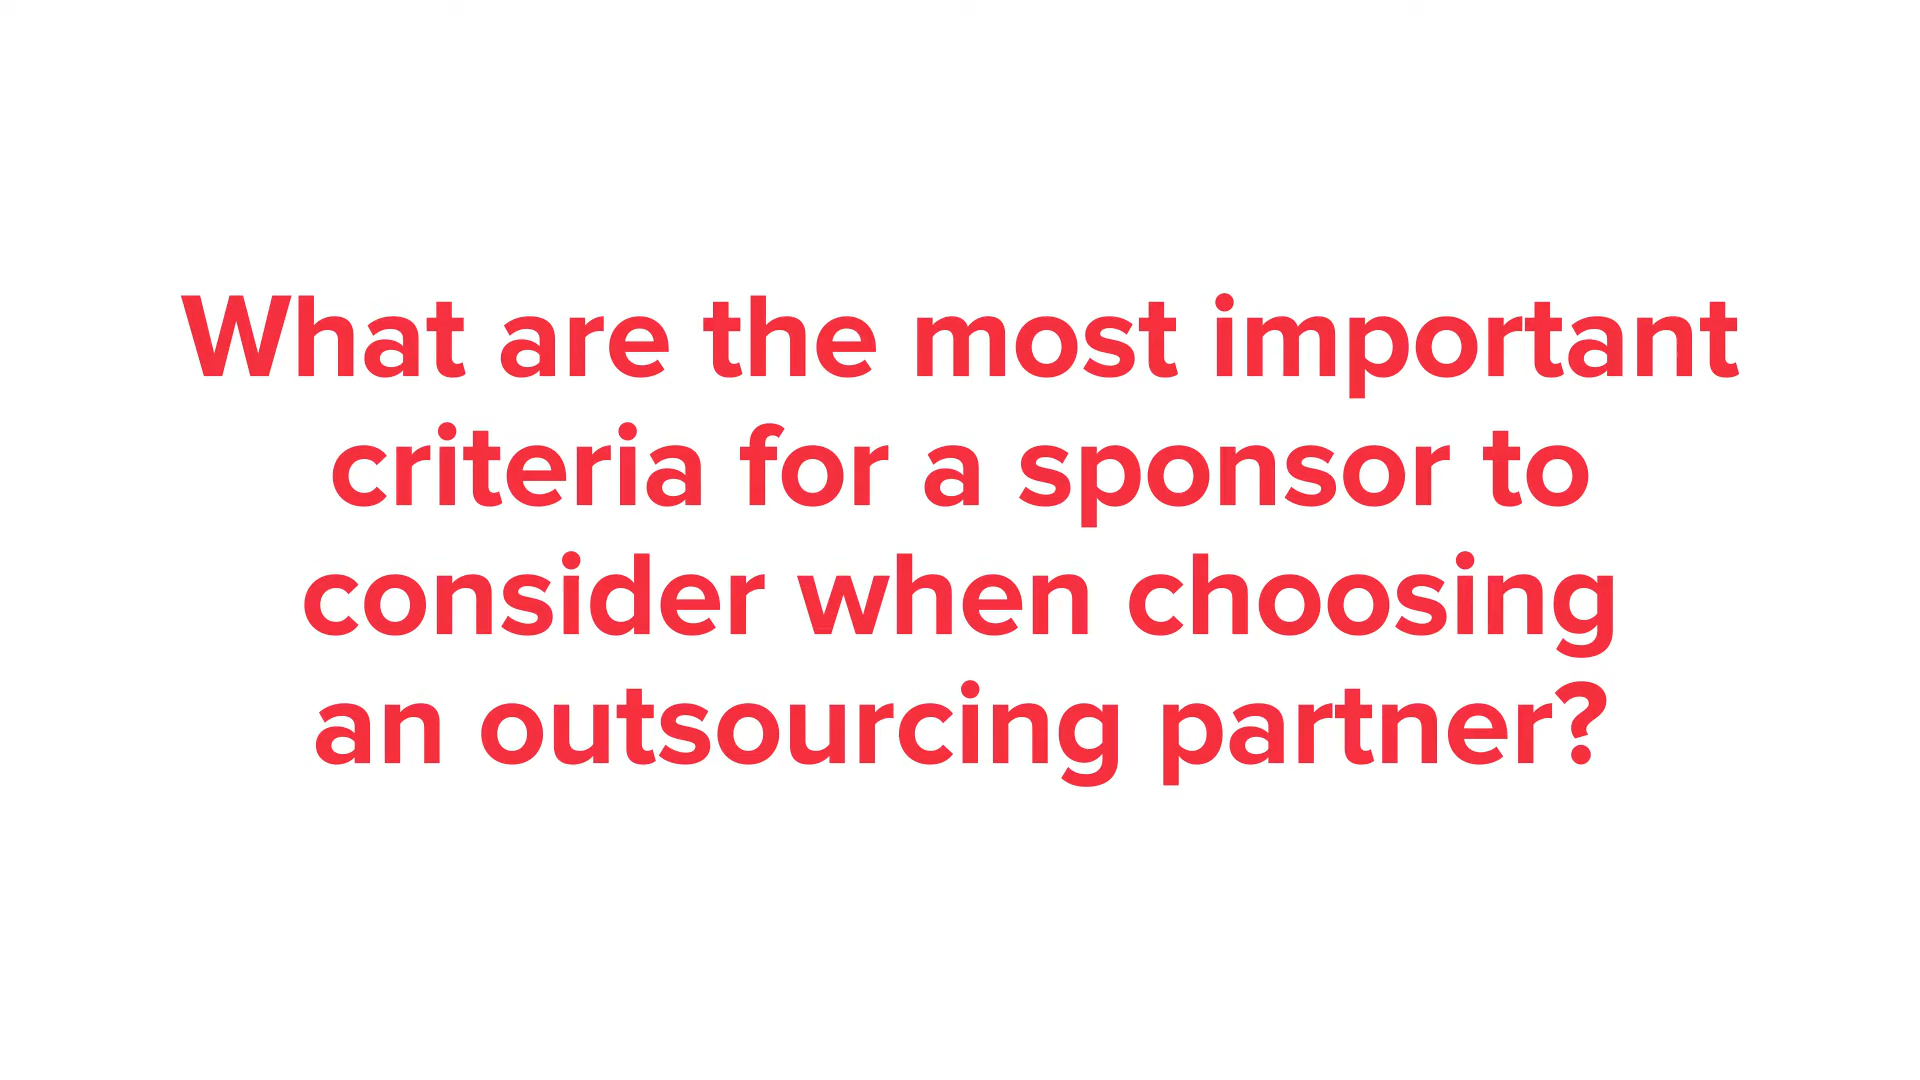 What are the most important
criteria for a sponsor to
consider when choosing
an outsourcing partner?